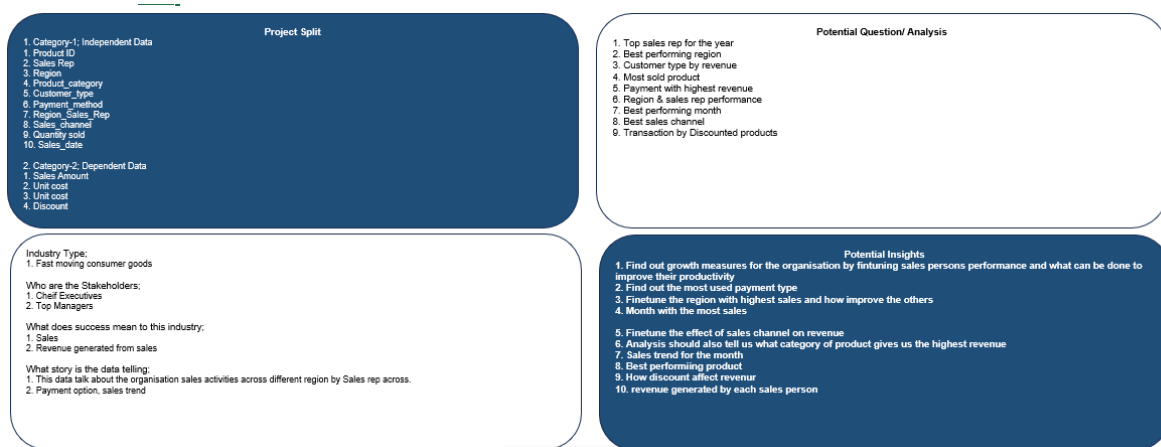 Project Split
1. Category-1; Independent Data
1. Product ID
2. Sales Rep
3. Region
4. Product_category
5. Customer_type
6. Payment_method
7. Region_Sales_Rep
8. Sales_channel
9. Quantity sold
10. Sales_date
2. Category-2; Dependent Data
1. Sales Amount
2. Unit cost
3. Unit cost
4. Discount
Potential Question/ Analysis
1. Top sales rep for the year
2. Best performing region
3. Customer type by revenue
4. Most sold product
5. Payment with highest revenue
6. Region & sales rep performance
7. Best performing month
8. Best sales channel
9. Transaction by Discounted products
Industry Type;
1. Fast moving consumer goods
Who are the Stakeholders;
1. Cheif Executives
2. Top Managers
What does success mean to this industry;
1. Sales
2. Revenue generated from sales
What story is the data telling;
1. This data talk about the organisation sales activities across different region by Sales rep across.
2. Payment option, sales trend
Potential Insights
1. Find out growth measures for the organisation by fintuning sales persons performance and what can be done to
improve their productivity
2. Find out the most used payment type
3. Finetune the region with highest sales and how improve the others
4. Month with the most sales
5. Finetune the effect of sales channel on revenue
6. Analysis should also tell us what category of product gives us the highest revenue
7. Sales trend for the month
8. Best performiing product
9. How discount affect revenur
10. revenue generated by each sales person